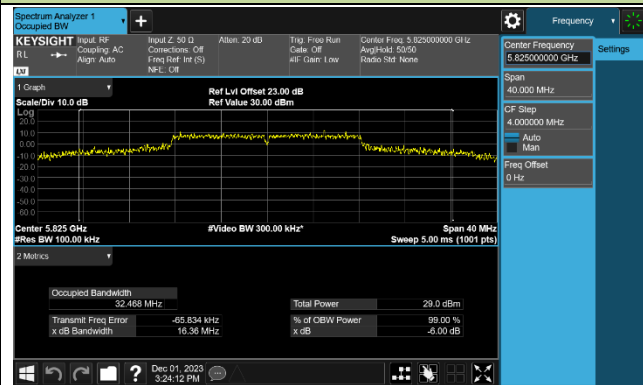 Spectrum Analyzer 1
Occupied BW
+
Frequency
KEYSIGHT
RL
LXI
Input: RF
Coupling: AC
Align: Auto
Input Z: 50 Ω
Corrections: Off
Freq Ref: Int (S)
NFE: Off
Atten: 20 dB
Trig: Free Run
Gate: Off
#IF Gain: Low
Center Freq: 5.825000000 GHz
Avg|Hold: 50/50
Radio Std: None
Center Frequency
5.825000000 GHz
Settings
Span
40.000 MHz
CF Step
4.000000 MHz
Auto
Man
Freq Offset
0 Hz
1 Graph
Scale/Div 10.0 dB
Ref Lvl Offset 23.00 dB
Ref Value 30.00 dBm
Log
20.0
10.0
0.00
-10.0
-20.0
-30.0
-40.0
-50.0
-60.0
Center 5.825 GHz
#Res BW 100.00 kHz
#Video BW 300.00 kHz*
Span 40 MHz
Sweep 5.00 ms (1001 pts)
2 Metrics
Occupied Bandwidth
32.468 MHz
Total Power 29.0 dBm
Transmit Freq Error -65.834 kHz
% of OBW Power 99.00 %
x dB Bandwidth 16.36 MHz
x dB -6.00 dB
?
Dec 01, 2023
3:24:12 PM